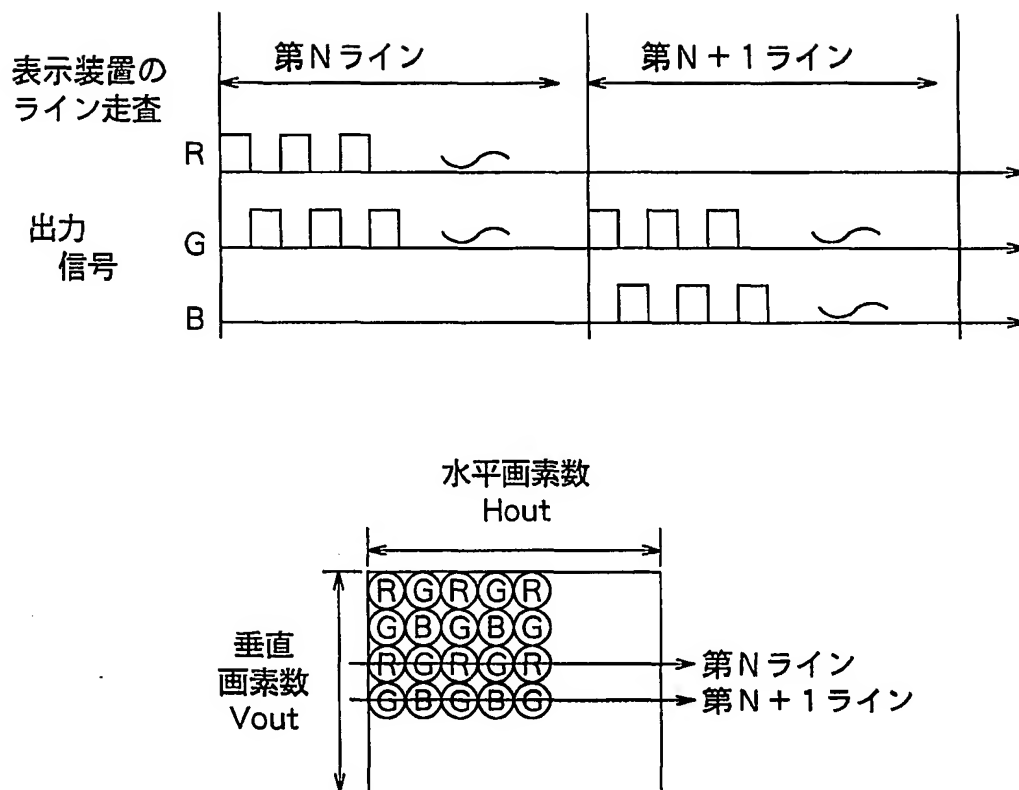 第Nライン
第N+1ライン
表示装置の
ライン走査
R
出力
信号
G
B
水平画素数
Hout
RGRGR
GBGBG
垂直
画素数
Vout
RGRGR
第Nライン
GBGBG
第N+1ライン